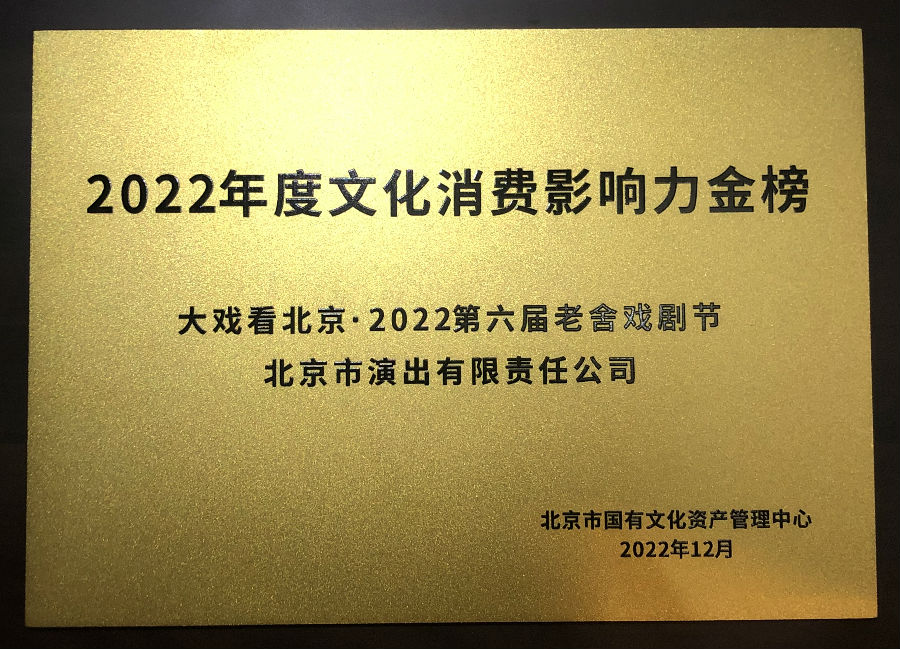 2022年度文化消费影响力金榜
大戏看北京·2022第六届老舍戏剧节
北京市演出有限责任公司
北京市国有文化资产管理中心
2022年12月